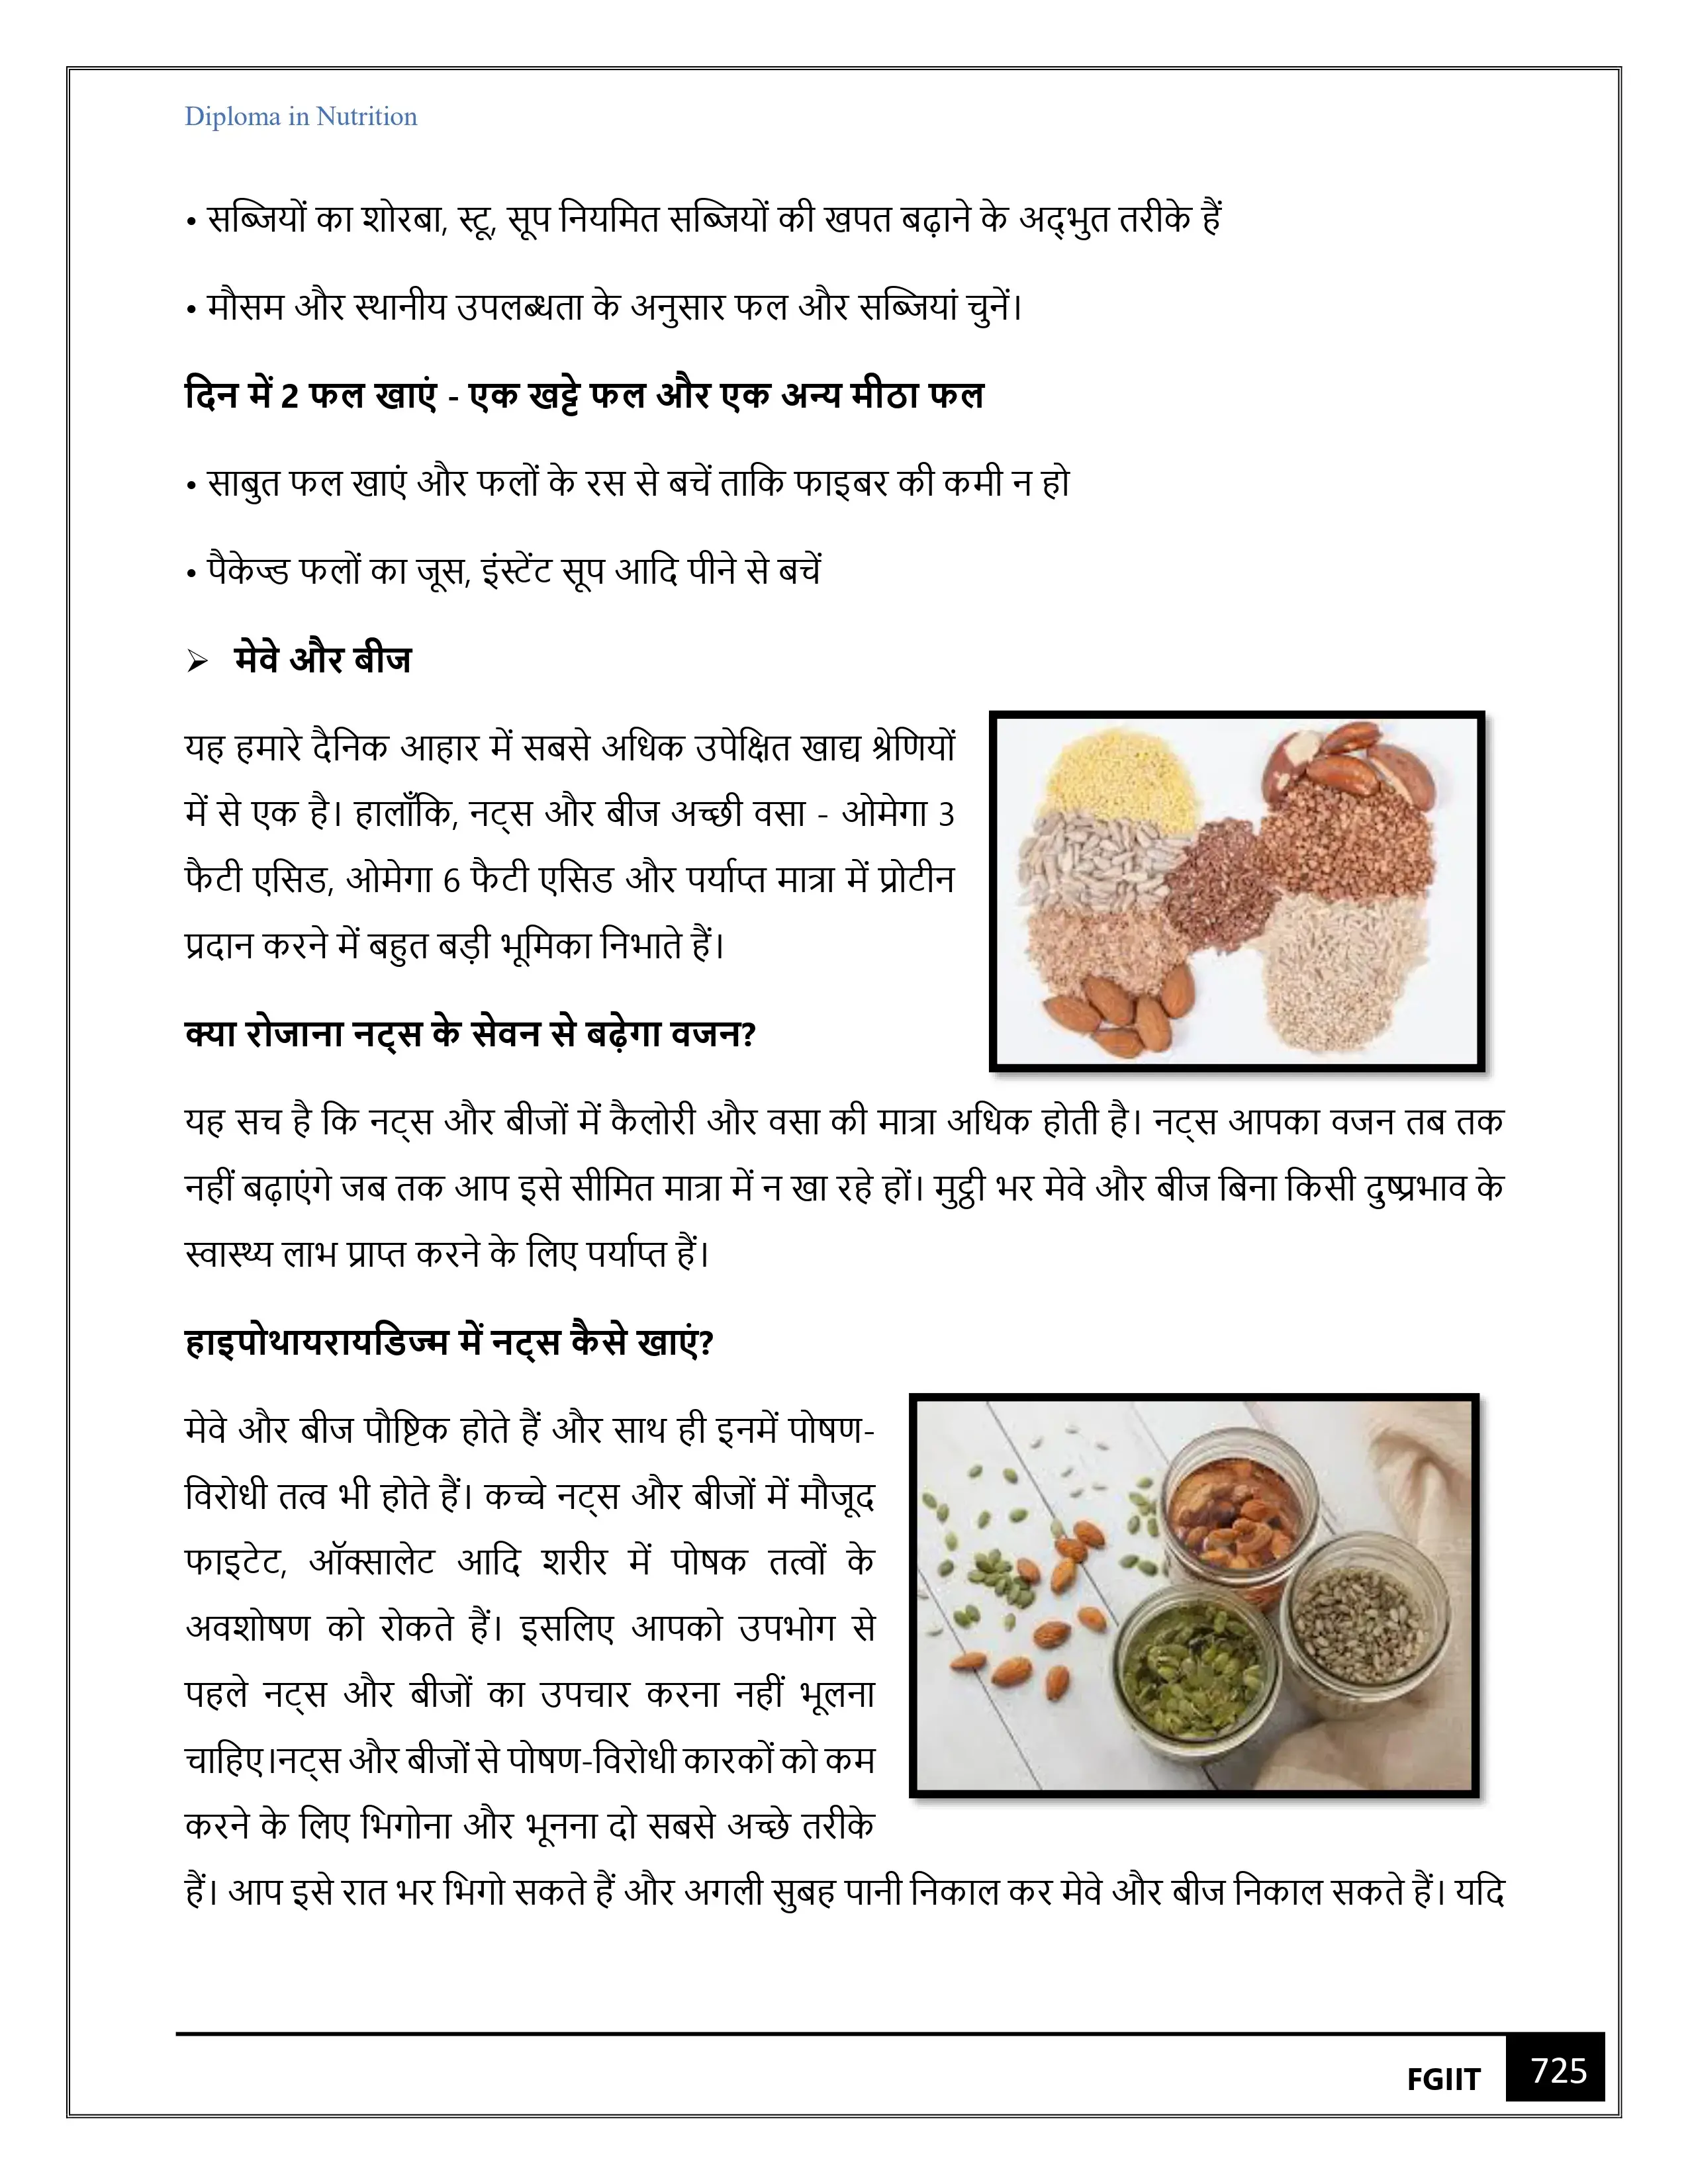 Diploma in Nutrition
• सब्जियों का शोरबा, स्टू, सूप नियमित सब्जियों की खपत बढ़ाने के अद्भुत तरीके हैं
• मौसम और स्थानीय उपलब्धता के अनुसार फल और सब्जियां चुनें।
दिन में 2 फल खाएं - एक खट्टे फल और एक अन्य मीठा फल
• साबुत फल खाएं और फलों के रस से बचें ताकि फाइबर की कमी न हो
• पैकेज्ड फलों का जूस, इंस्टेंट सूप आदि पीने से बचें
➢ मेवे और बीज
यह हमारे दैनिक आहार में सबसे अधिक उपेक्षित खाद्य श्रेणियों
में से एक है। हालाँकि, नट्स और बीज अच्छी वसा - ओमेगा 3
फैटी एसिड, ओमेगा 6 फैटी एसिड और पर्याप्त मात्रा में प्रोटीन
प्रदान करने में बहुत बड़ी भूमिका निभाते हैं।
क्या रोजाना नट्स के सेवन से बढ़ेगा वजन?
यह सच है कि नट्स और बीजों में कैलोरी और वसा की मात्रा अधिक होती है। नट्स आपका वजन तब तक
नहीं बढ़ाएंगे जब तक आप इसे सीमित मात्रा में न खा रहे हों। मुट्ठी भर मेवे और बीज बिना किसी दुष्प्रभाव के
स्वास्थ्य लाभ प्राप्त करने के लिए पर्याप्त हैं।
हाइपोथायरायडिज्म में नट्स कैसे खाएं?
मेवे और बीज पौष्टिक होते हैं और साथ ही इनमें पोषण-
विरोधी तत्व भी होते हैं। कच्चे नट्स और बीजों में मौजूद
फाइटेट, ऑक्सालेट आदि शरीर में पोषक तत्वों के
अवशोषण को रोकते हैं। इसलिए आपको उपभोग से
पहले नट्स और बीजों का उपचार करना नहीं भूलना
चाहिए।नट्स और बीजों से पोषण-विरोधी कारकों को कम
करने के लिए भिगोना और भूनना दो सबसे अच्छे तरीके
हैं। आप इसे रात भर भिगो सकते हैं और अगली सुबह पानी निकाल कर मेवे और बीज निकाल सकते हैं। यदि
FGIIT 725